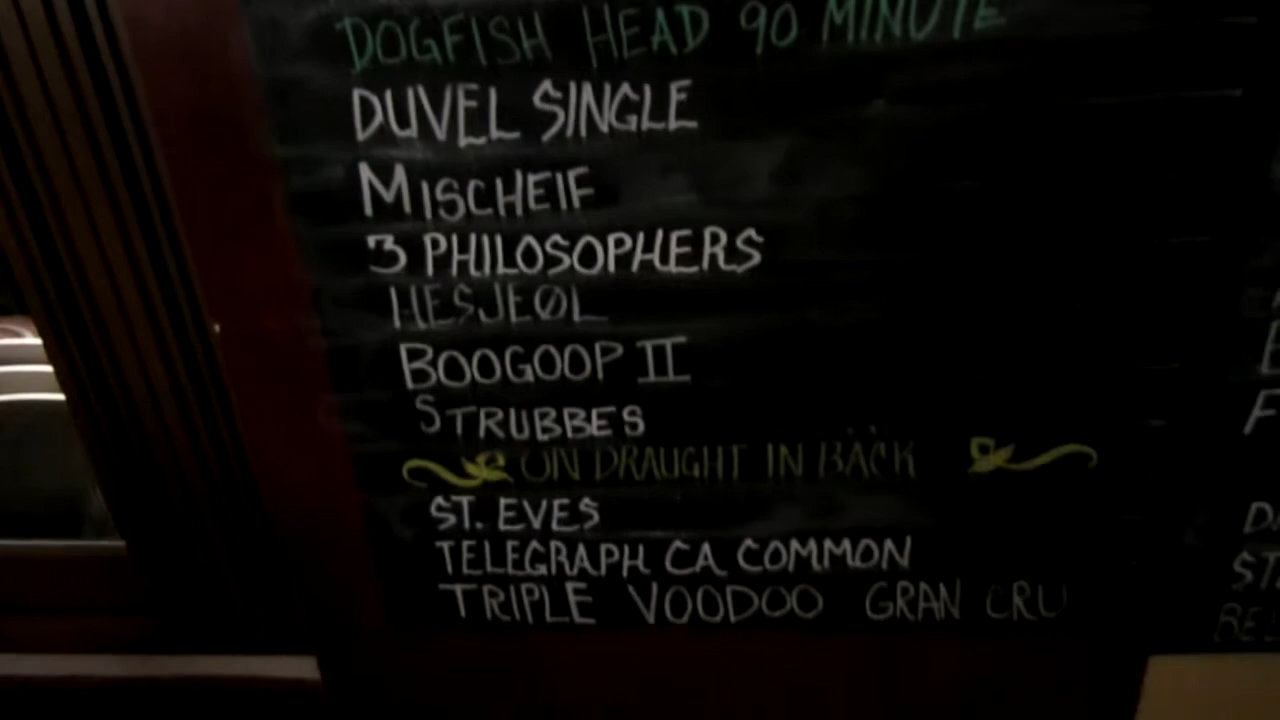 DOGFISH HEAD 90 MINUTE
DUVEL SINGLE
MISCHEIF
3 PHILOSOPHERS
HESJEØL
BOOGOOP II
STRUBBES
ON DRAUGHT IN BACK
ST. EVES
TELEGRAPH CA COMMON
TRIPLE VOODOO GRAN CRU